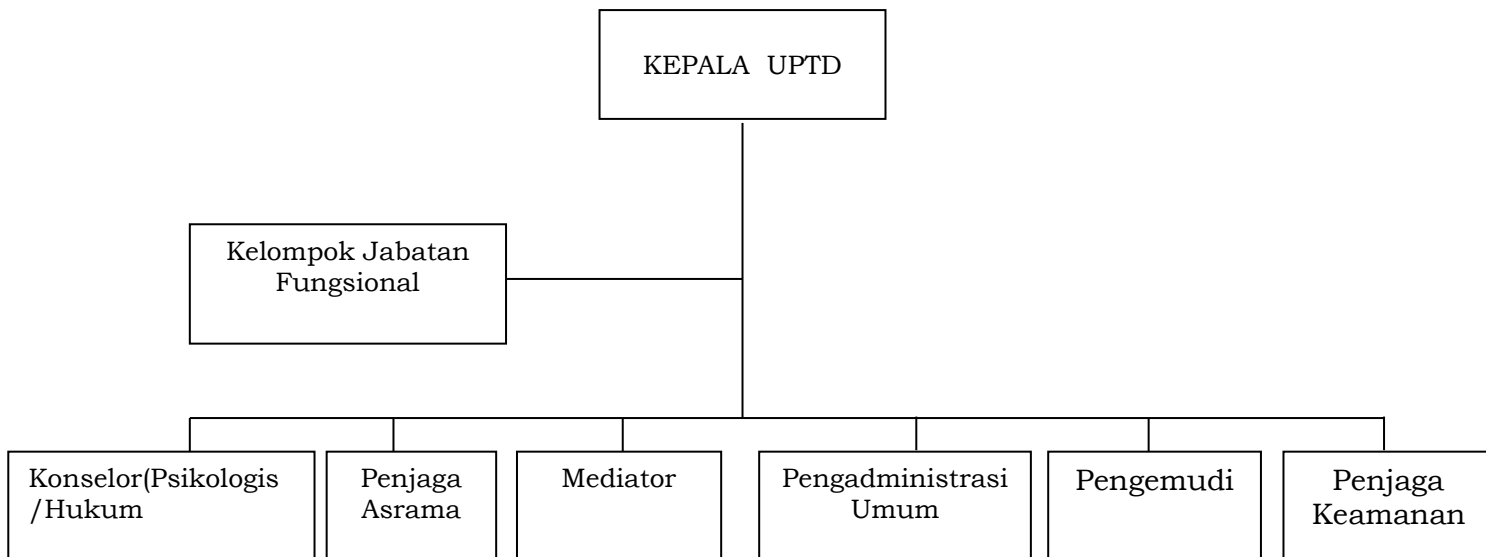 KEPALA UPTD
Kelompok Jabatan
Fungsional
Konselor(Psikologis
/Hukum
Penjaga
Asrama
Mediator
Pengadministrasi
Umum
Pengemudi
Penjaga
Keamanan